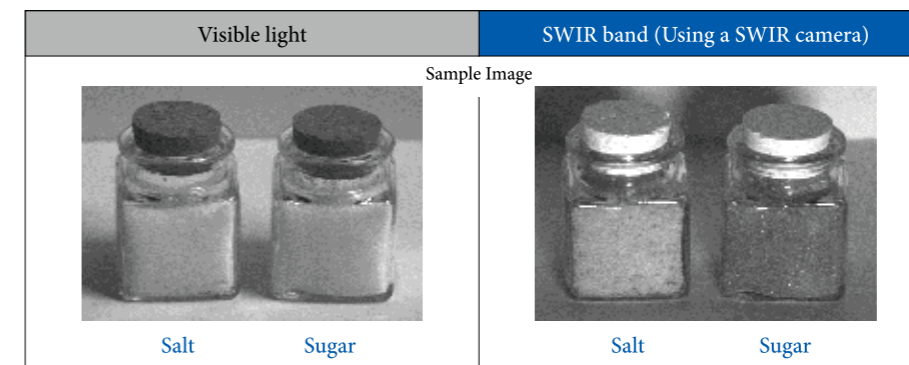 Visible light
SWIR band (Using a SWIR camera)
Sample Image
Salt
Sugar
Salt
Sugar